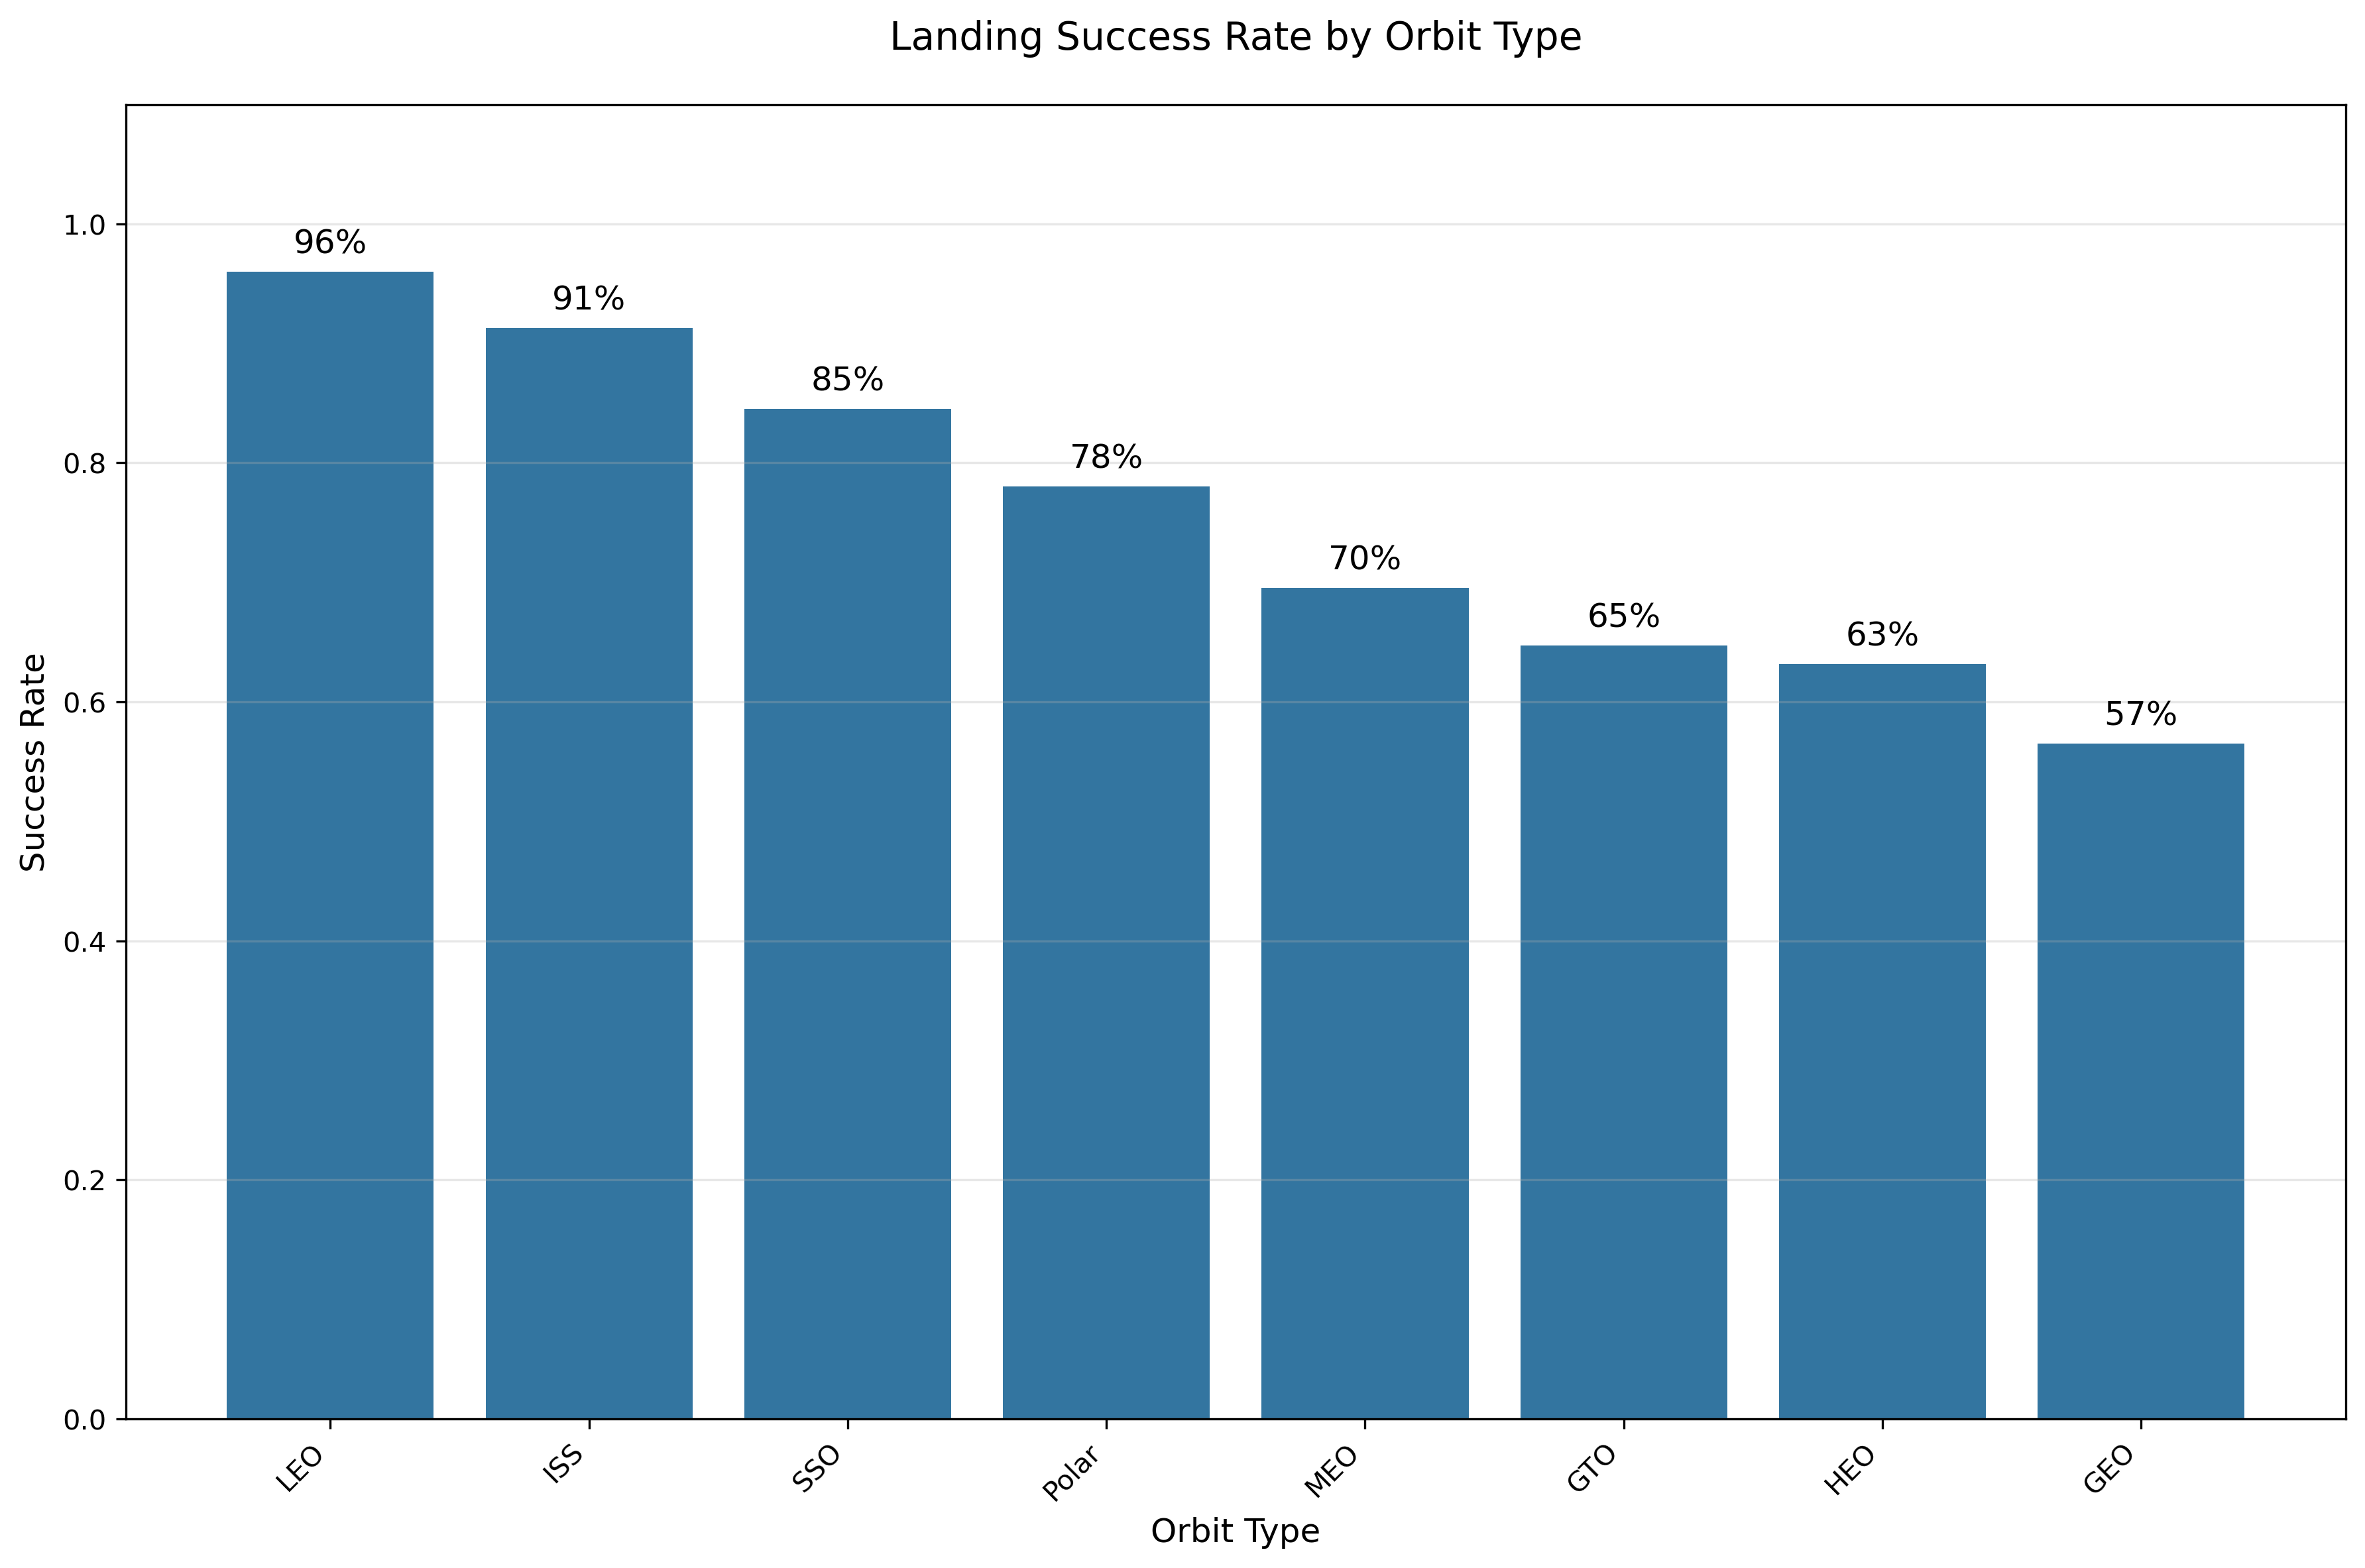 Landing Success Rate by Orbit Type
Success Rate
1.0
0.8
0.6
0.4
0.2
0.0
96%
91%
85%
78%
70%
65%
63%
57%
LEO
ISS
SSO
Polar
MEO
GTO
HEO
GEO
Orbit Type